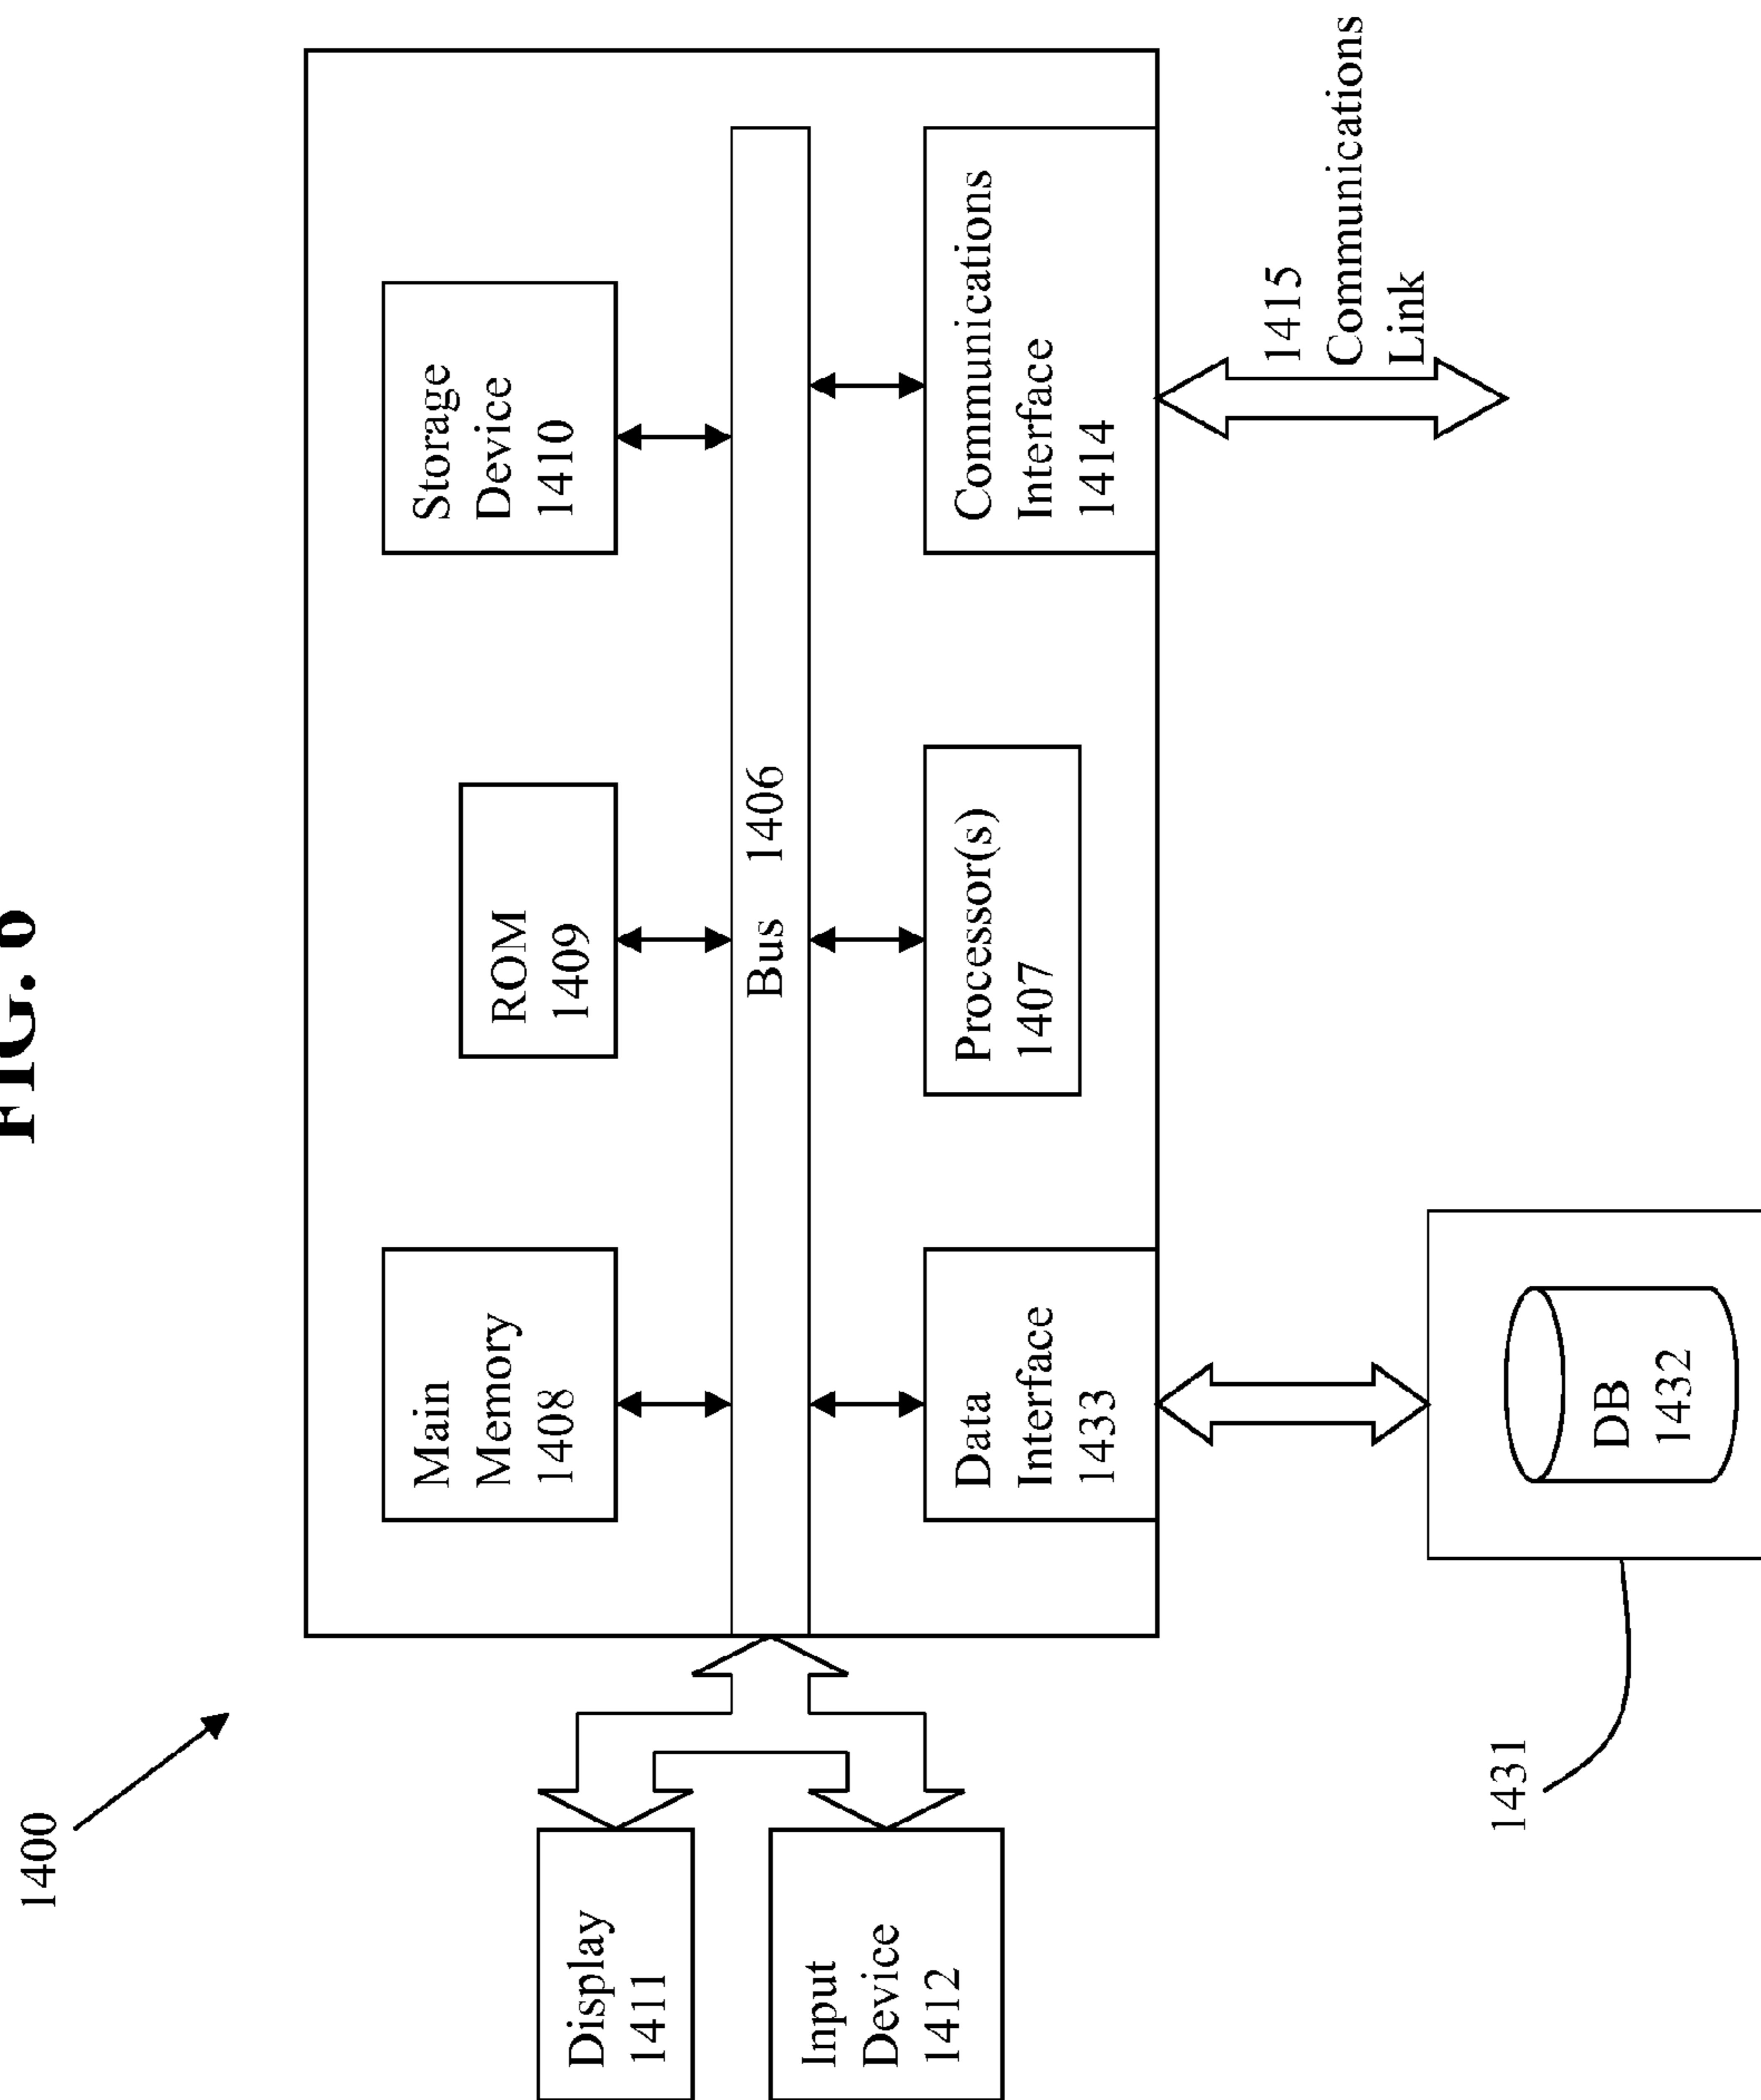 FIG.
1400
Main
Memory
1408
ROM
1409
Storage
Device
1410
Display
1411
Bus 1406
Input
Device
1412
Data
Interface
1433
Processor(s)
1407
Communications
Interface
1414
1415
Communications
Link
1431
DB
1432